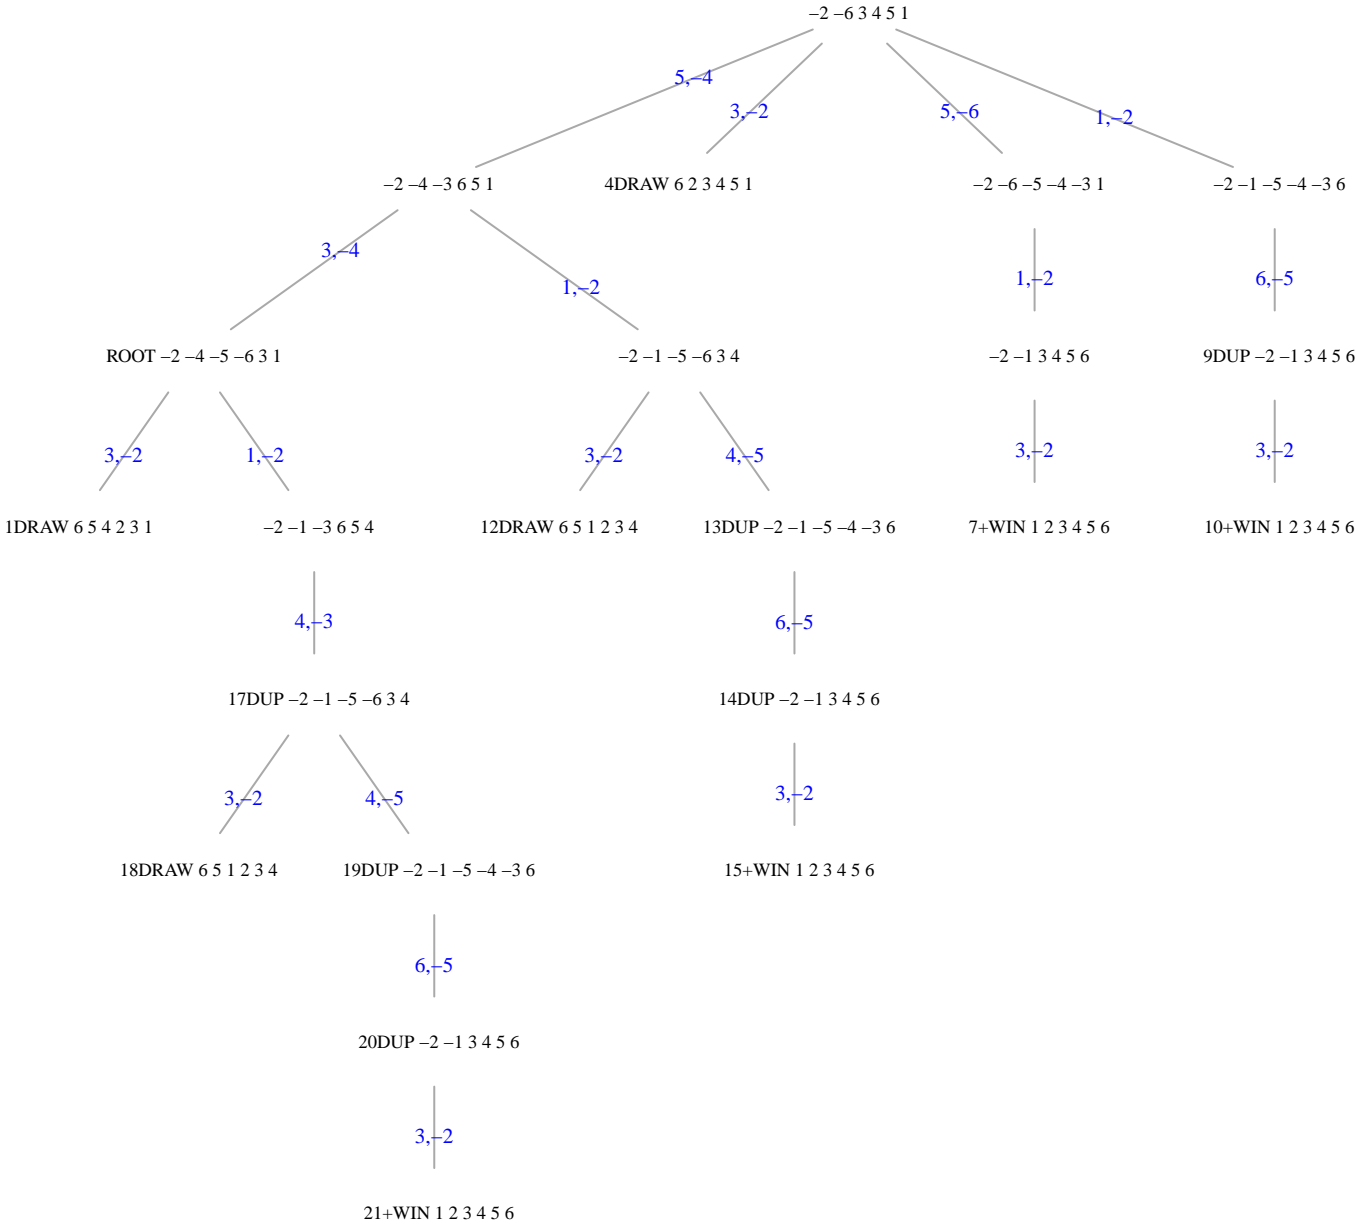 –2 –6 3 4 5 1
5,–4
3,–2
5,–6
1,–2
–2 –4 –3 6 5 1
4DRAW 6 2 3 4 5 1
–2 –6 –5 –4 –3 1
–2 –1 –5 –4 –3 6
3,–4
1,–2
1,–2
6,–5
ROOT –2 –4 –5 –6 3 1
–2 –1 –5 –6 3 4
–2 –1 3 4 5 6
9DUP –2 –1 3 4 5 6
3,–2
1,–2
3,–2
4,–5
3,–2
3,–2
1DRAW 6 5 4 2 3 1
–2 –1 –3 6 5 4
12DRAW 6 5 1 2 3 4
13DUP –2 –1 –5 –4 –3 6
7+WIN 1 2 3 4 5 6
10+WIN 1 2 3 4 5 6
4,–3
6,–5
17DUP –2 –1 –5 –6 3 4
14DUP –2 –1 3 4 5 6
3,–2
4,–5
3,–2
18DRAW 6 5 1 2 3 4
19DUP –2 –1 –5 –4 –3 6
15+WIN 1 2 3 4 5 6
6,–5
20DUP –2 –1 3 4 5 6
3,–2
21+WIN 1 2 3 4 5 6